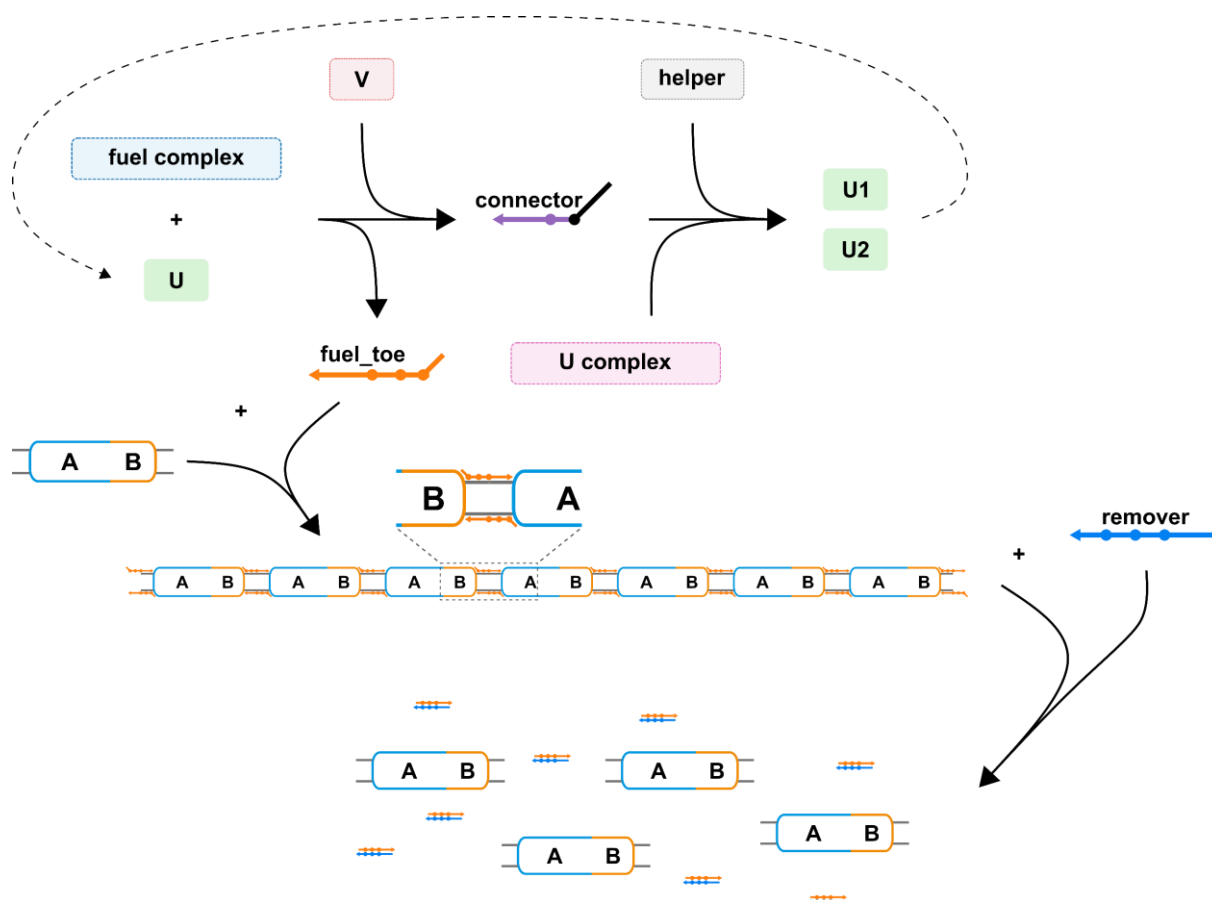 V
helper
fuel complex
connector
U1
+
U2
U
fuel_toe
U complex
+
A B
B A
remover
+
A B A B A B A B A B A B A B
A B
A B
A B
A B